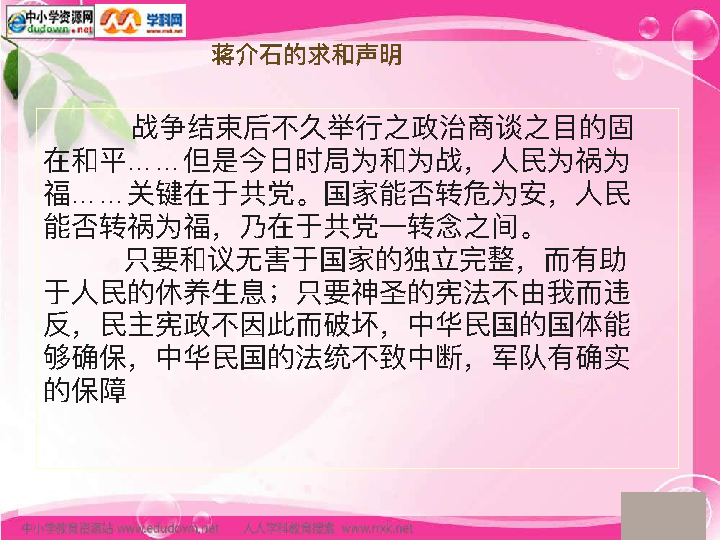 中小学资源网
dudown.net
学科网
www.nxk.net
蒋介石的求和声明
战争结束后不久举行之政治商谈之目的固
在和平……但是今日时局为和为战，人民为祸为
福……关键在于共党。国家能否转危为安，人民
能否转祸为福，乃在于共党一转念之间。
只要和议无害于国家的独立完整，而有助
于人民的休养生息；只要神圣的宪法不由我而违
反，民主宪政不因此而破坏，中华民国的国体能
够确保，中华民国的法统不致中断，军队有确实
的保障
中小学教育资源站 www.edudown.net 人人学科教育搜索 www.nxk.net